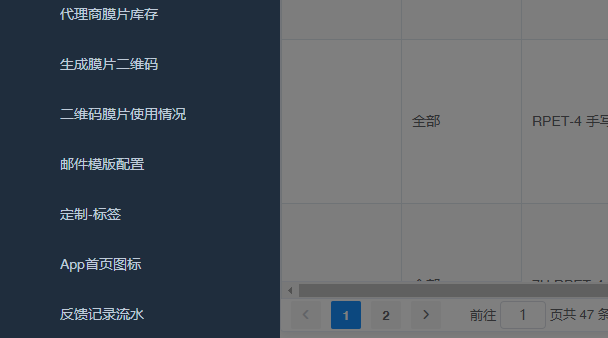 代理商膜片库存
生成膜片二维码
二维码膜片使用情况
邮件模版配置
定制-标签
App首页图标
反馈记录流水
全部
RPET-4 手写
全部
1 2 前往 1 页共 47 条